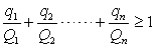 q₁/Q₁ + q₂/Q₂ ······ + qₙ/Qₙ ≥ 1